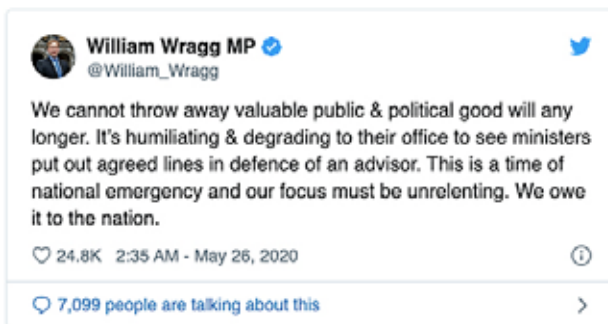 William Wragg MP
@William_Wragg
We cannot throw away valuable public & political good will any
longer. It's humiliating & degrading to their office to see ministers
put out agreed lines in defence of an advisor. This is a time of
national emergency and our focus must be unrelenting. We owe
it to the nation.
24.8K 2:35 AM - May 26, 2020
7,099 people are talking about this